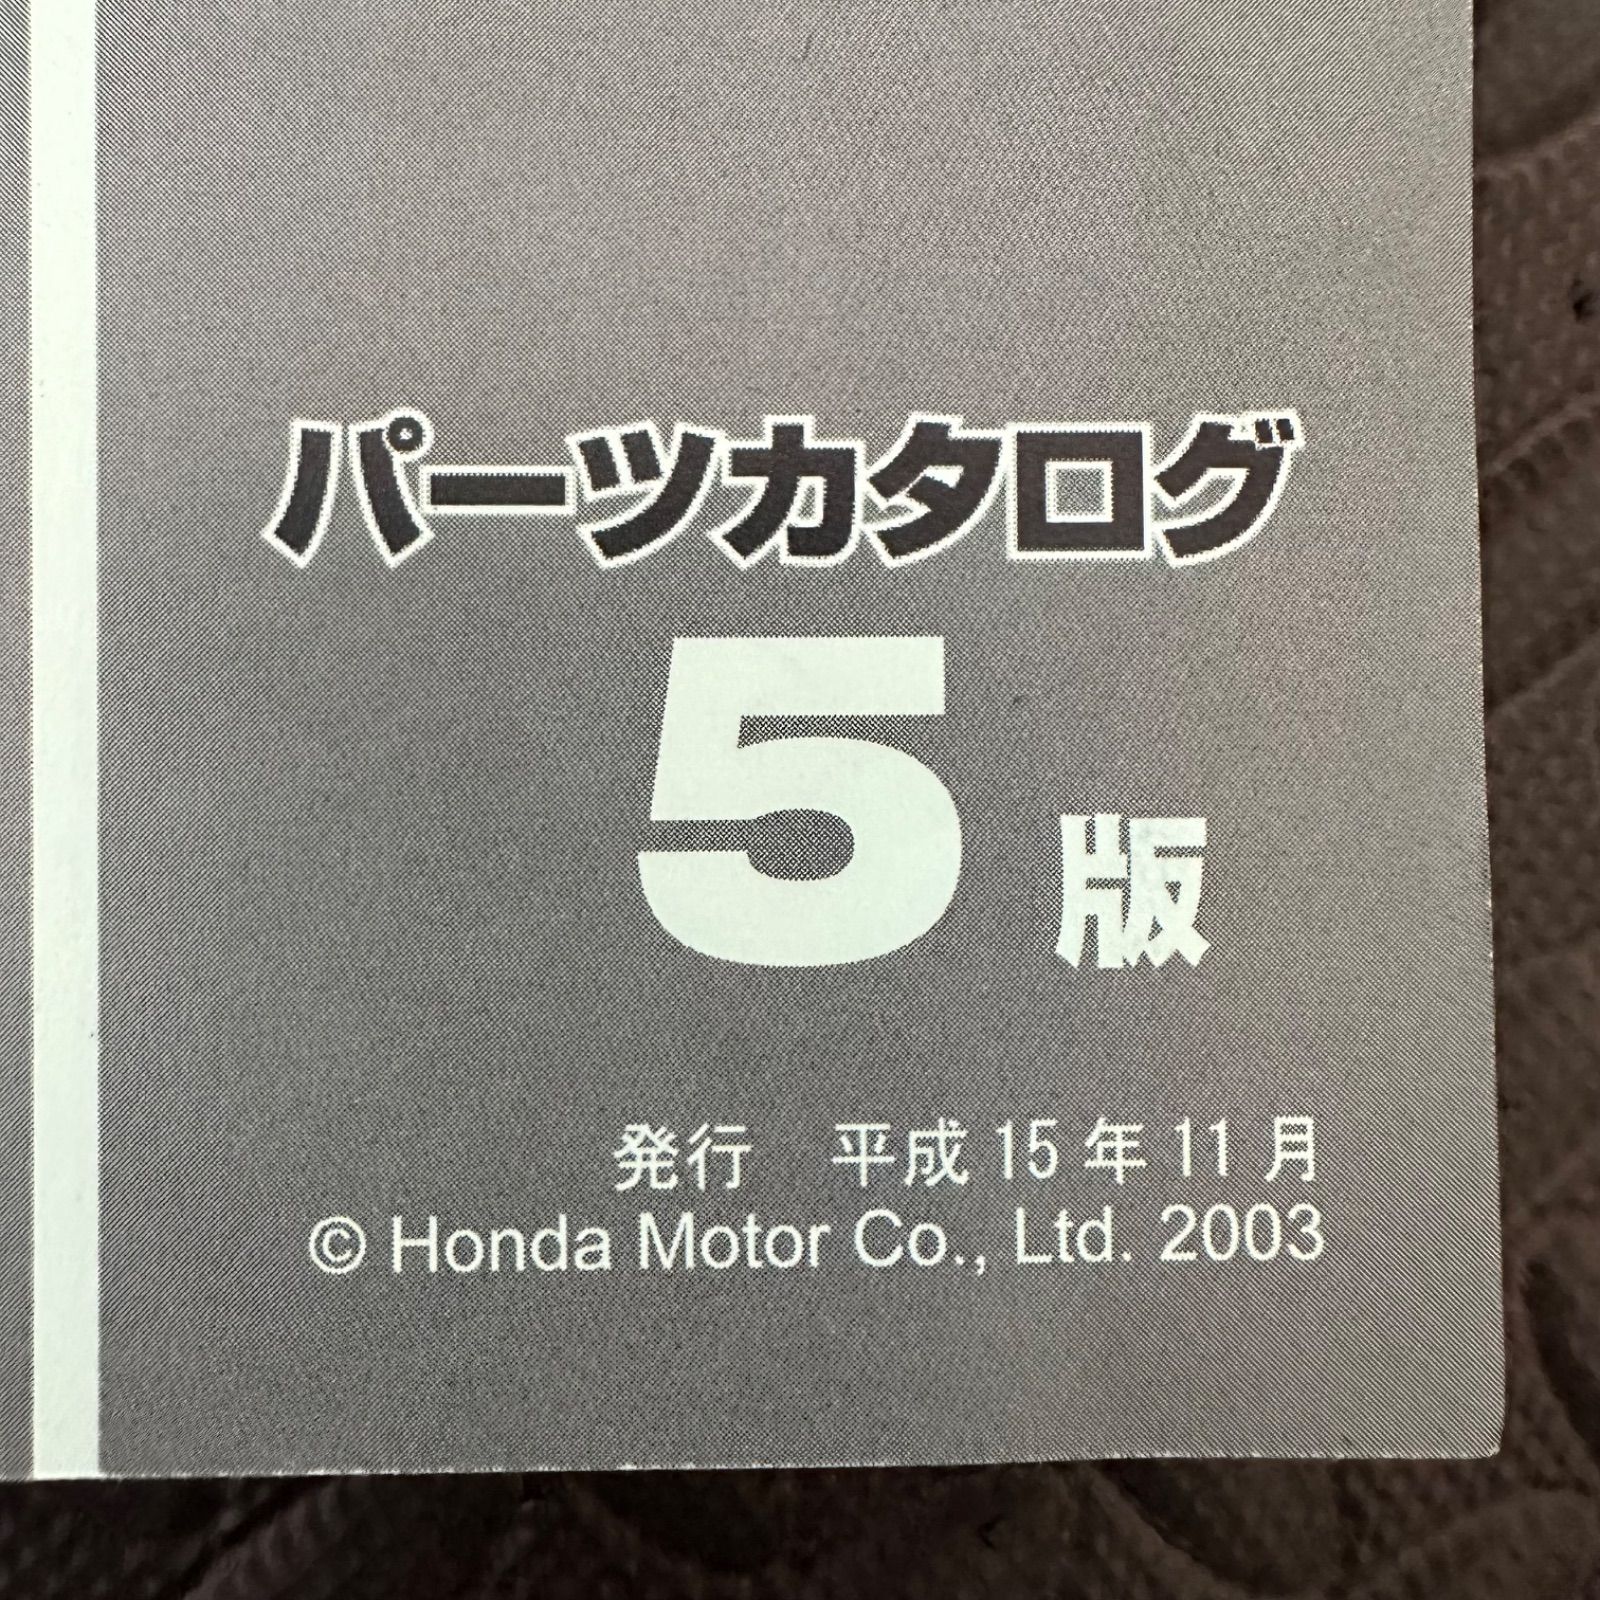 パーツカタログ
5版
発行　平成15年11月
© Honda Motor Co., Ltd. 2003